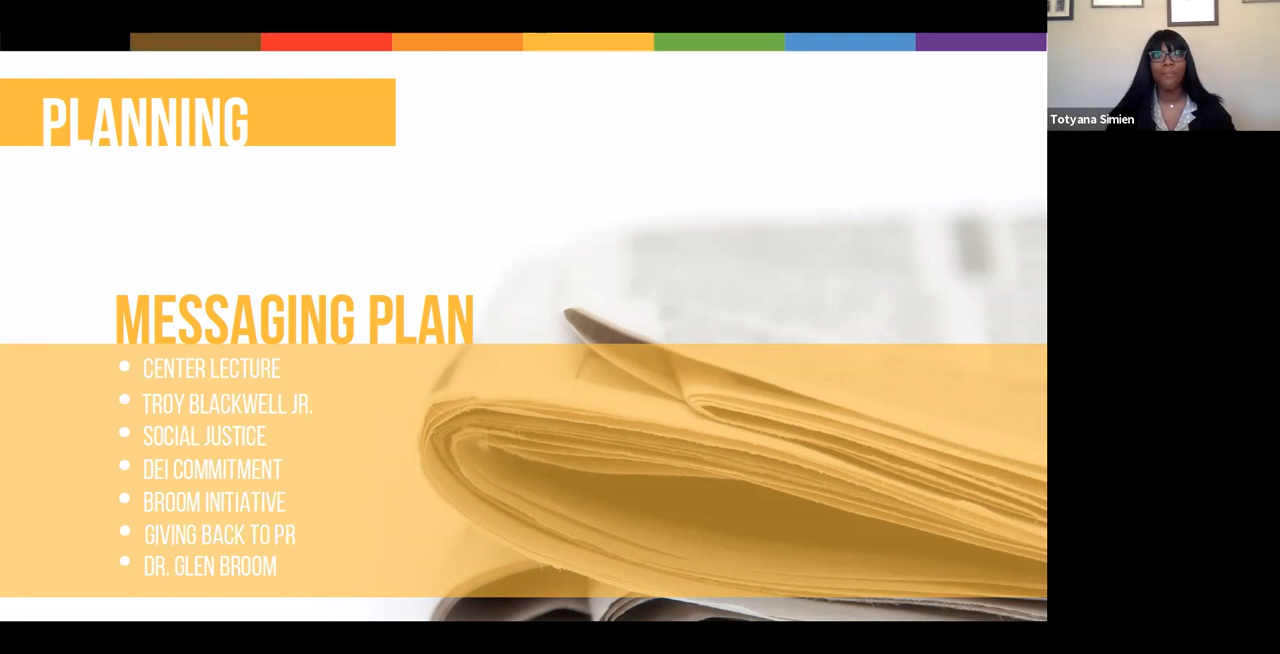 PLANNING
Totyana Simien
MESSAGING PLAN
CENTER LECTURE
TROY BLACKWELL JR.
SOCIAL JUSTICE
DEI COMMITMENT
BROOM INITIATIVE
GIVING BACK TO PR
DR. GLEN BROOM